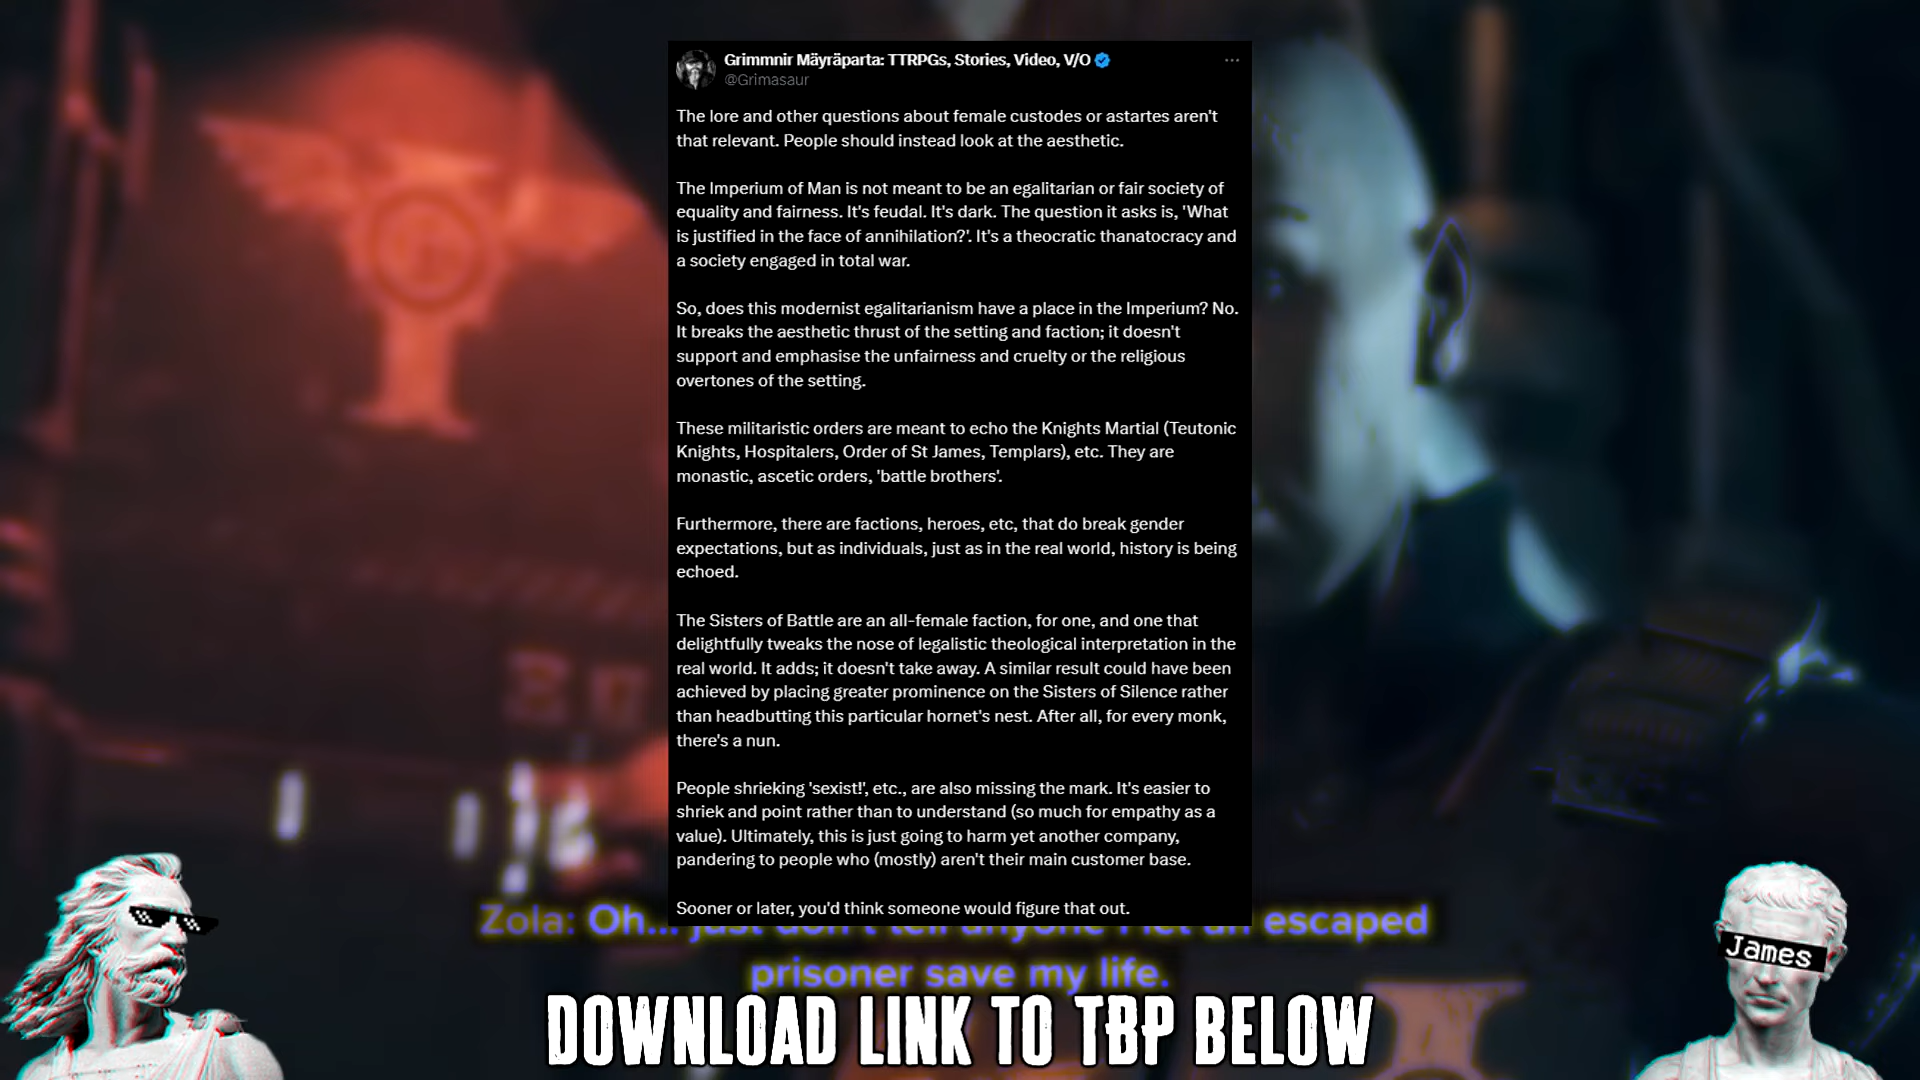 Grimmnir Mäyräparta: TTRPGs, Stories, Video, V/O
@Grimasaur
The lore and other questions about female custodes or astartes aren't
that relevant. People should instead look at the aesthetic.
The Imperium of Man is not meant to be an egalitarian or fair society of
equality and fairness. It's feudal. It's dark. The question it asks is, 'What
is justified in the face of annihilation?'. It's a theocratic thanatocracy and
a society engaged in total war.
So, does this modernist egalitarianism have a place in the Imperium? No.
It breaks the aesthetic thrust of the setting and faction; it doesn't
support and emphasise the unfairness and cruelty or the religious
overtones of the setting.
These militaristic orders are meant to echo the Knights Martial (Teutonic
Knights, Hospitalers, Order of St James, Templars), etc. They are
monastic, ascetic orders, 'battle brothers'.
Furthermore, there are factions, heroes, etc, that do break gender
expectations, but as individuals, just as in the real world, history is being
echoed.
The Sisters of Battle are an all-female faction, for one, and one that
delightfully tweaks the nose of legalistic theological interpretation in the
real world. It adds; it doesn't take away. A similar result could have been
achieved by placing greater prominence on the Sisters of Silence rather
than headbutting this particular hornet's nest. After all, for every monk,
there's a nun.
People shrieking 'sexist!', etc., are also missing the mark. It's easier to
shriek and point rather than to understand (so much for empathy as a
value). Ultimately, this is just going to harm yet another company,
pandering to people who (mostly) aren't their main customer base.
Sooner or later, you'd think someone would figure that out.
Zola: Oh... just don't tell anyone I let an escaped
prisoner save my life.
James
DOWNLOAD LINK TO TBP BELOW